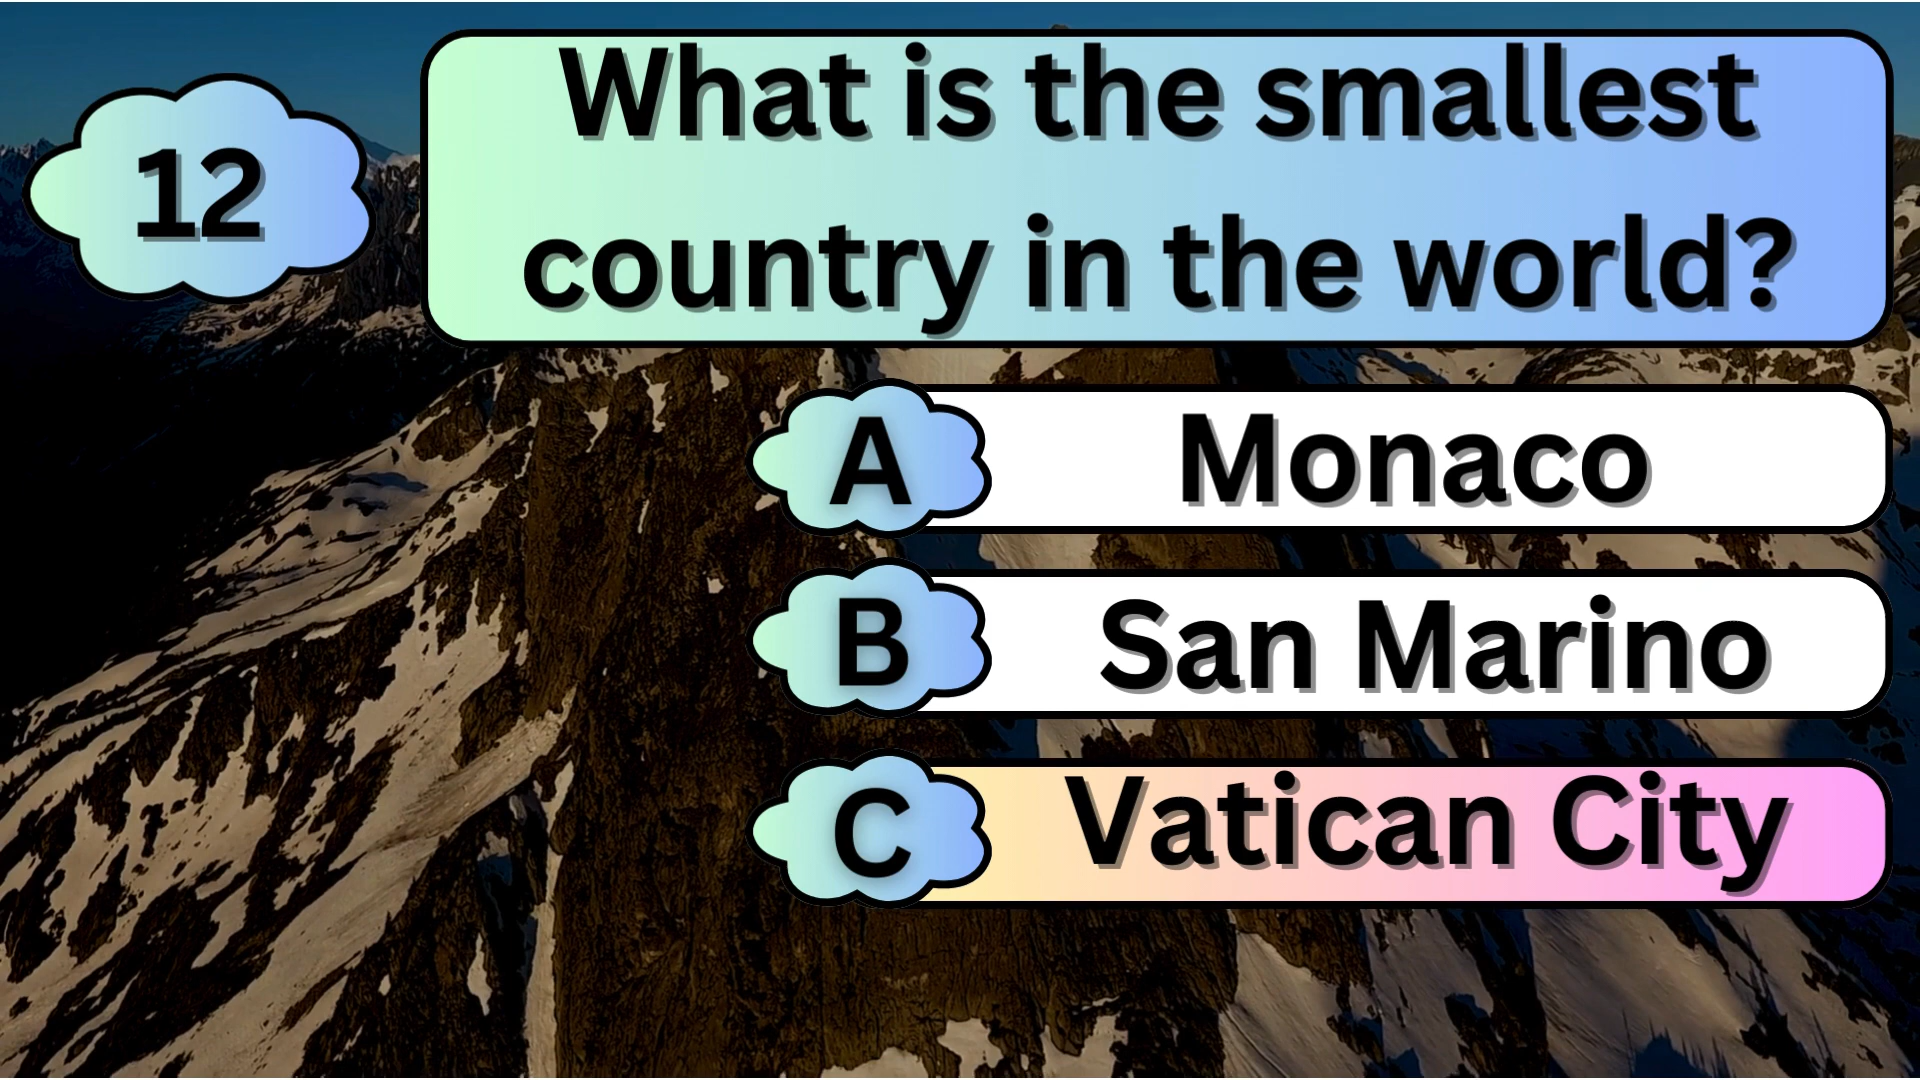 12
What is the smallest
country in the world?
A Monaco
B San Marino
C Vatican City